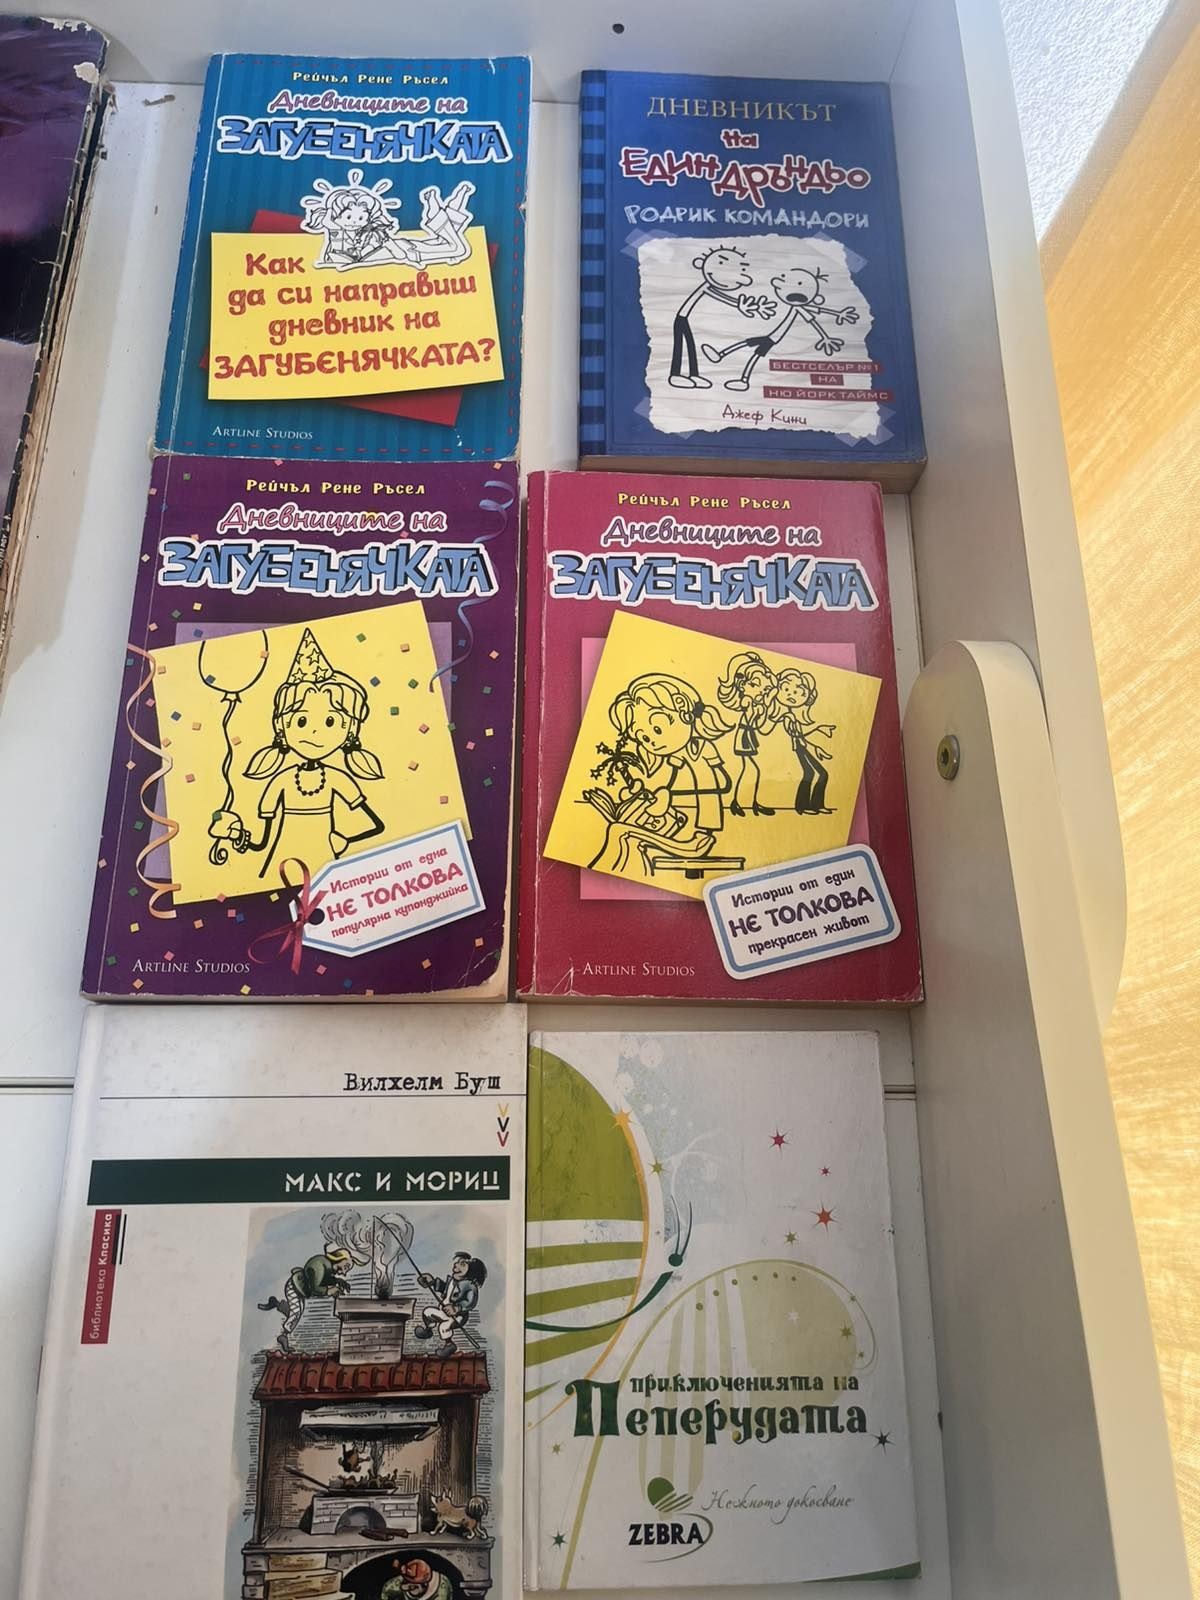 Рейчъл Рене Ръсел
Дневниците на
ЗАГУБЕНЯЧКАТА
Как
да си направиш
дневник на
ЗАГУБЕНЯЧКАТА?
ARTLINE STUDIOS
ДНЕВНИКЪТ
на
ЕДИН ДРЪНДЬО
РОДРИК КОМАНДОРИ
БЕСТСЕЛЪР №1
НА
НЮ ЙОРК ТАЙМС
Джеф Кини
Рейчъл Рене Ръсел
Дневниците на
ЗАГУБЕНЯЧКАТА
Истории от една
НЕ ТОЛКОВА
популярна купонджийка
ARTLINE STUDIOS
Рейчъл Рене Ръсел
Дневниците на
ЗАГУБЕНЯЧКАТА
Истории от един
НЕ ТОЛКОВА
прекрасен живот
ARTLINE STUDIOS
Вилхелм Буш
МАКС И МОРИЦ
библиотека Класика
приключенията на
Пеперудата
Нежното докосване
ZEBRA